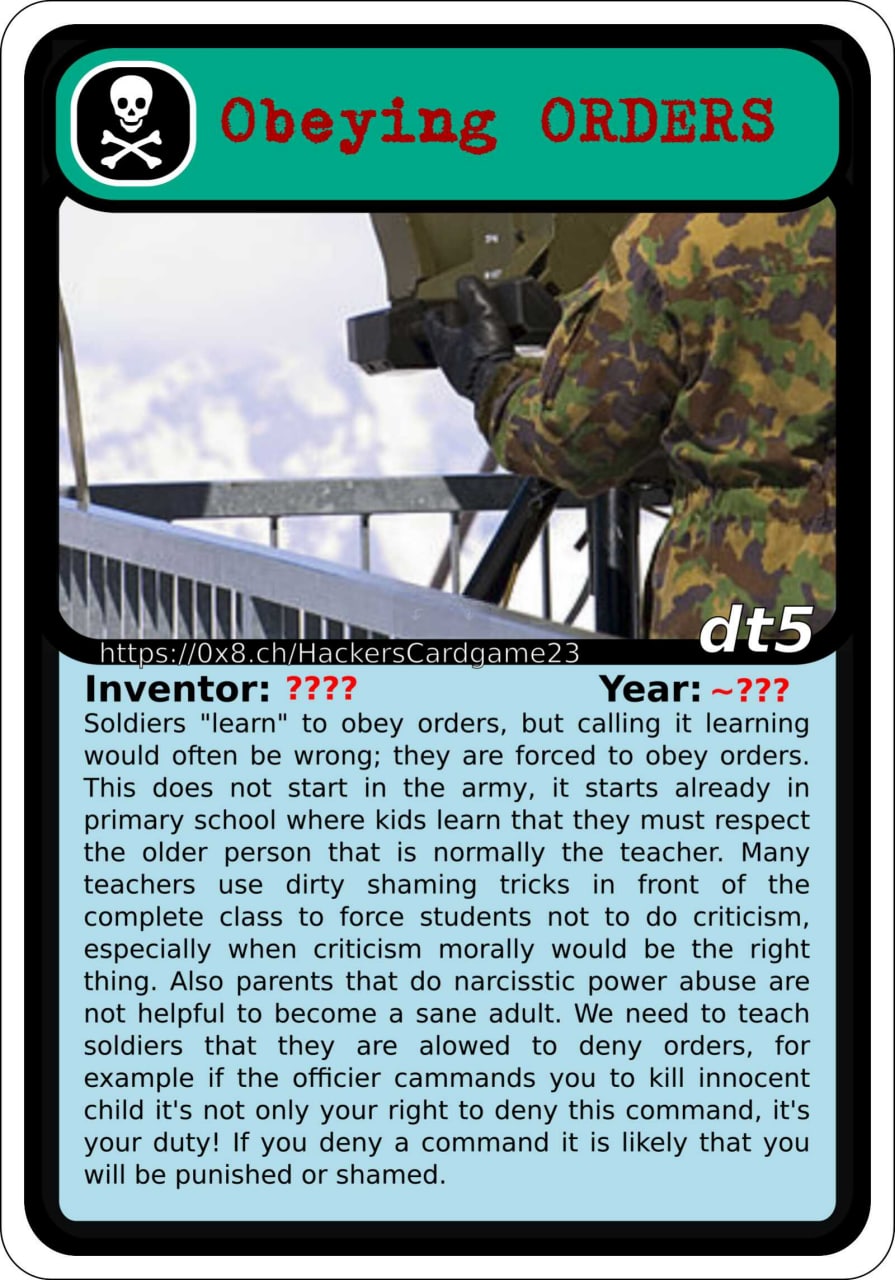 Obeying ORDERS
dt5
https://0x8.ch/HackersCardgame23
Inventor: ???? Year: ~???
Soldiers "learn" to obey orders, but calling it learning
would often be wrong; they are forced to obey orders.
This does not start in the army, it starts already in
primary school where kids learn that they must respect
the older person that is normally the teacher. Many
teachers use dirty shaming tricks in front of the
complete class to force students not to do criticism,
especially when criticism morally would be the right
thing. Also parents that do narcisstic power abuse are
not helpful to become a sane adult. We need to teach
soldiers that they are alowed to deny orders, for
example if the officier cammands you to kill innocent
child it's not only your right to deny this command, it's
your duty! If you deny a command it is likely that you
will be punished or shamed.